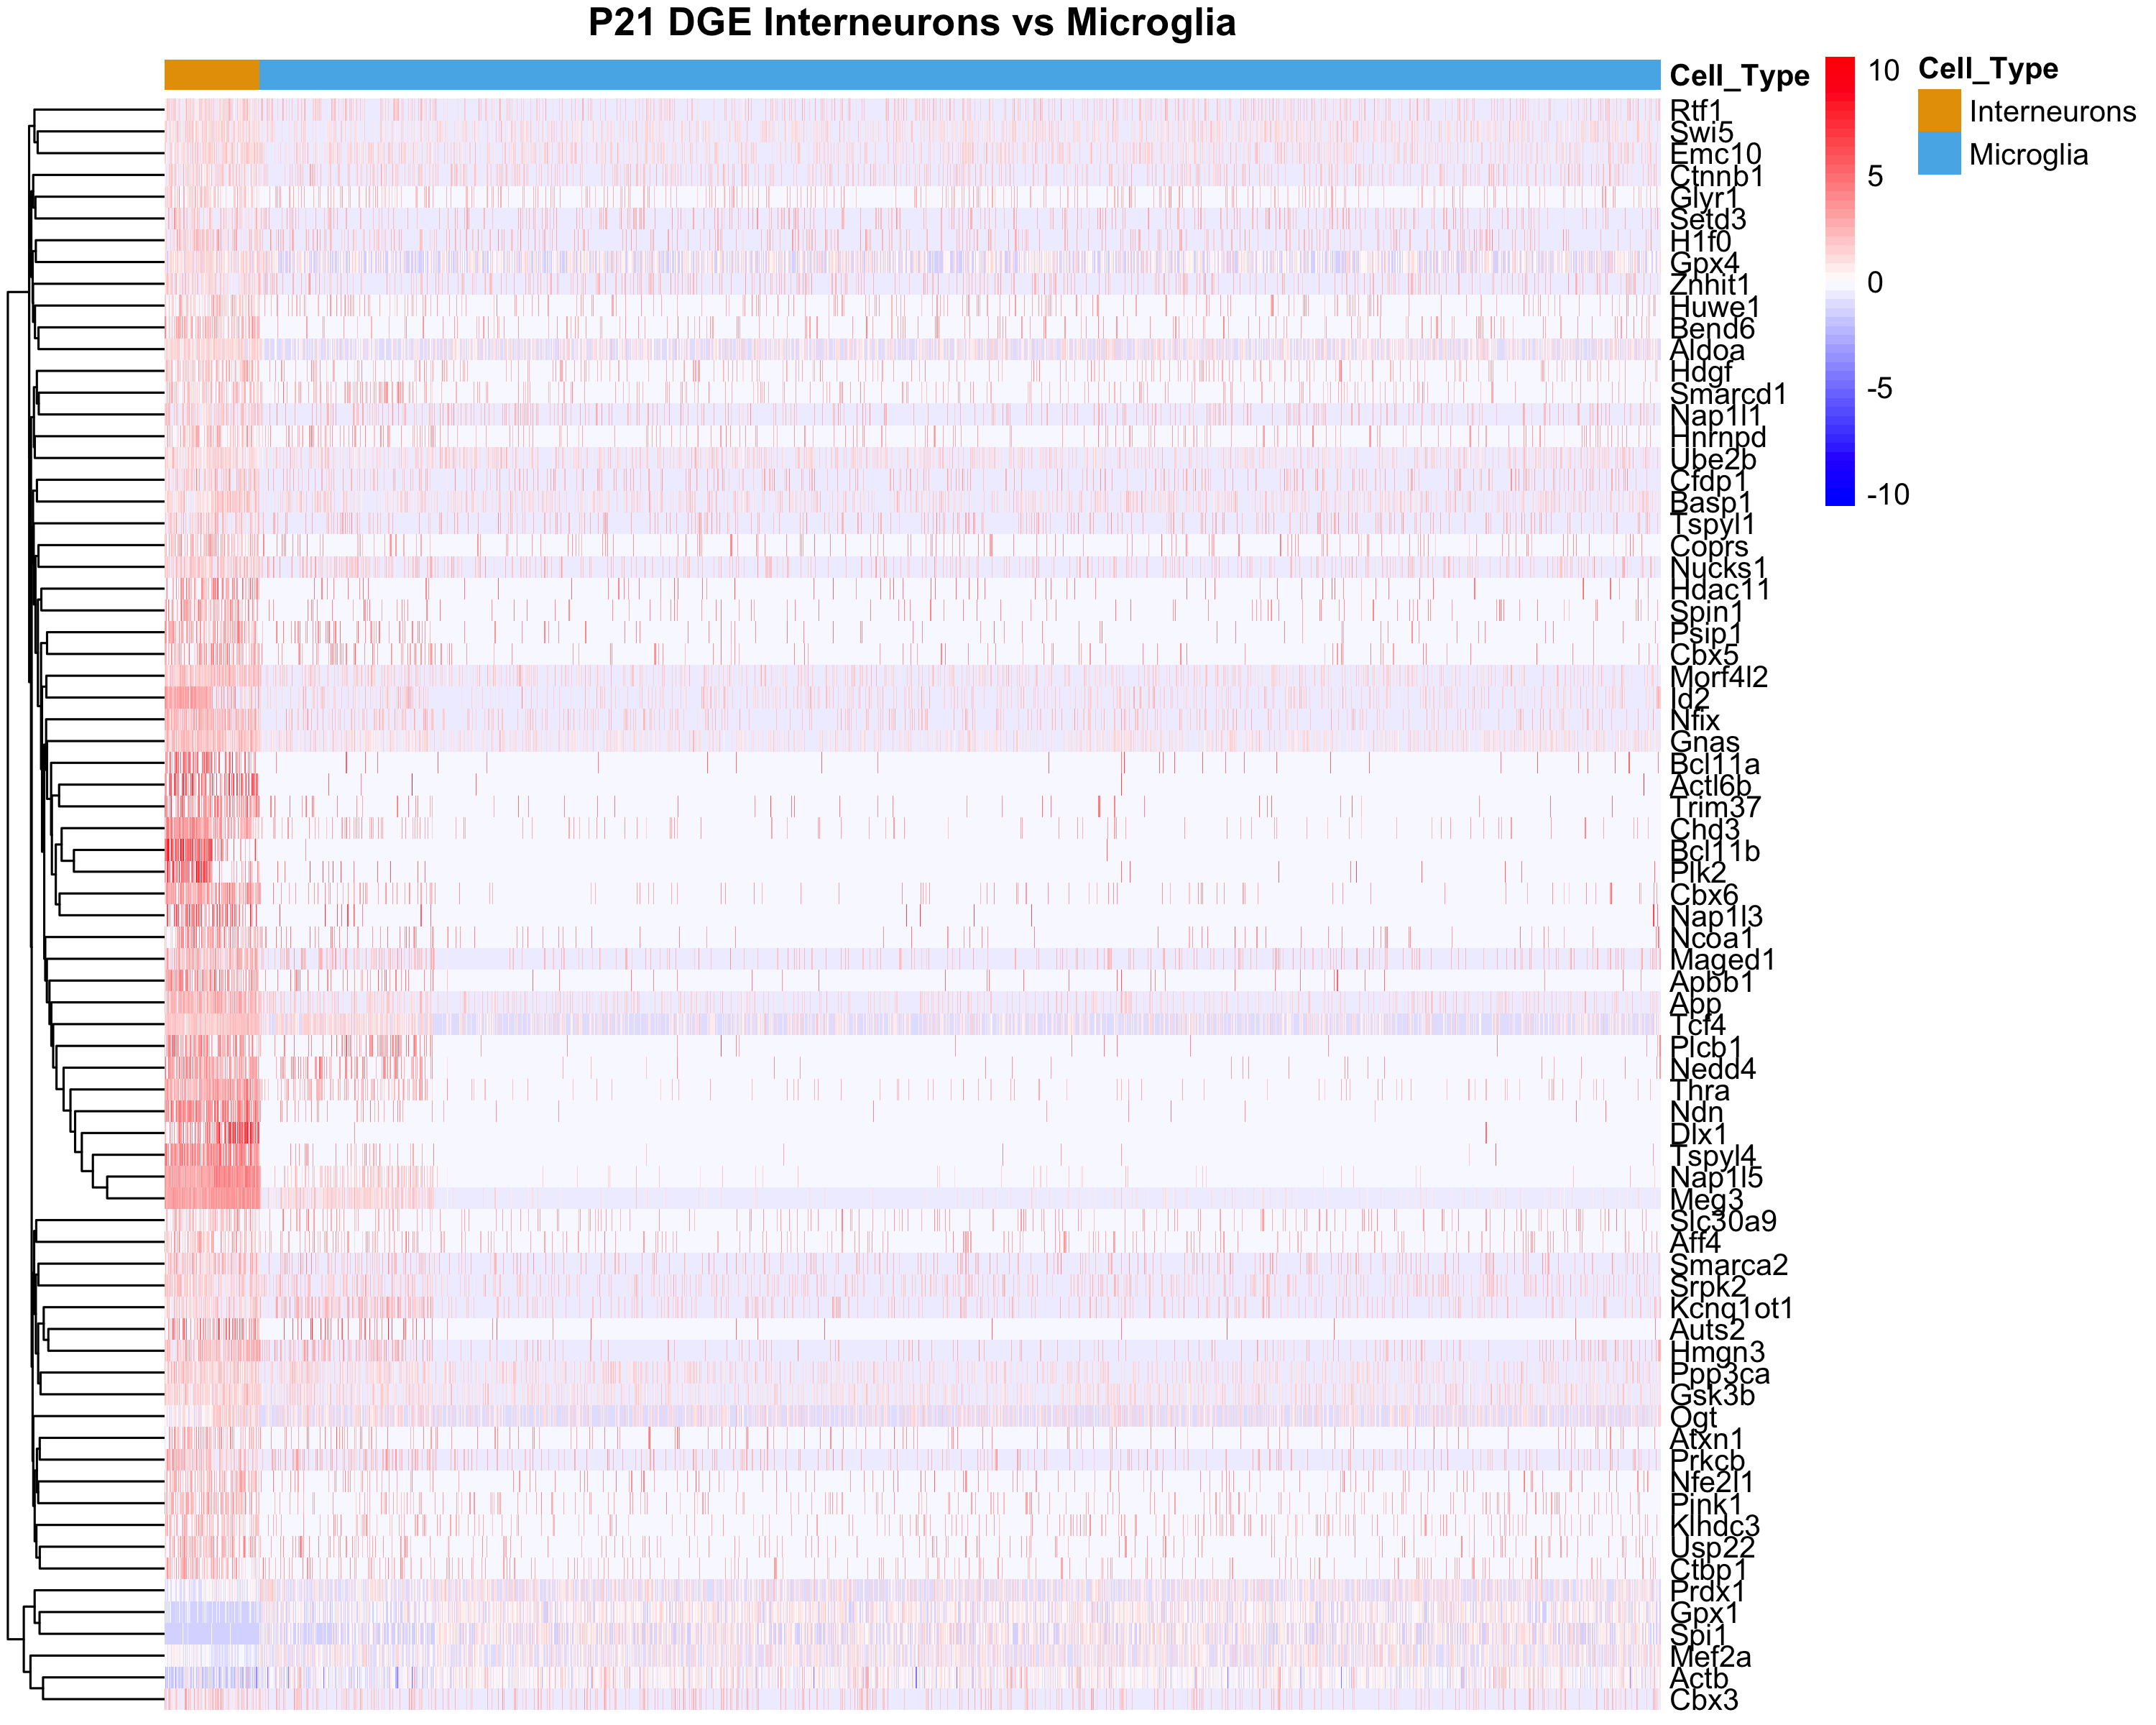 P21 DGE Interneurons vs Microglia
Cell_Type
10
5
0
-5
-10
Cell_Type
Interneurons
Microglia
Rtf1
Swi5
Emc10
Ctnnb1
Glyr1
Setd3
H1f0
Gpx4
Znhit1
Huwe1
Bend6
Aldoa
Hdgf
Smarcd1
Nap1l1
Hnrnpd
Ube2b
Cfdp1
Basp1
Tspyl1
Coprs
Nucks1
Hdac11
Spin1
Psip1
Cbx5
Morf4l2
Id2
Nfix
Gnas
Bcl11a
Actl6b
Trim37
Chd3
Bcl11b
Plk2
Cbx6
Nap1l3
Ncoa1
Maged1
Apbb1
App
Tcf4
Plcb1
Nedd4
Thra
Ndn
Dlx1
Tspyl4
Nap1l5
Meg3
Slc30a9
Aff4
Smarca2
Srpk2
Kcnq1ot1
Auts2
Hmgn3
Ppp3ca
Gsk3b
Ogt
Atxn1
Prkcb
Nfe2l1
Pink1
Klhdc3
Usp22
Ctbp1
Prdx1
Gpx1
Spi1
Mef2a
Actb
Cbx3